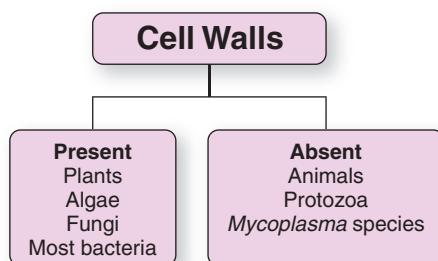 Cell Walls
Present
Plants
Algae
Fungi
Most bacteria
Absent
Animals
Protozoa
Mycoplasma species